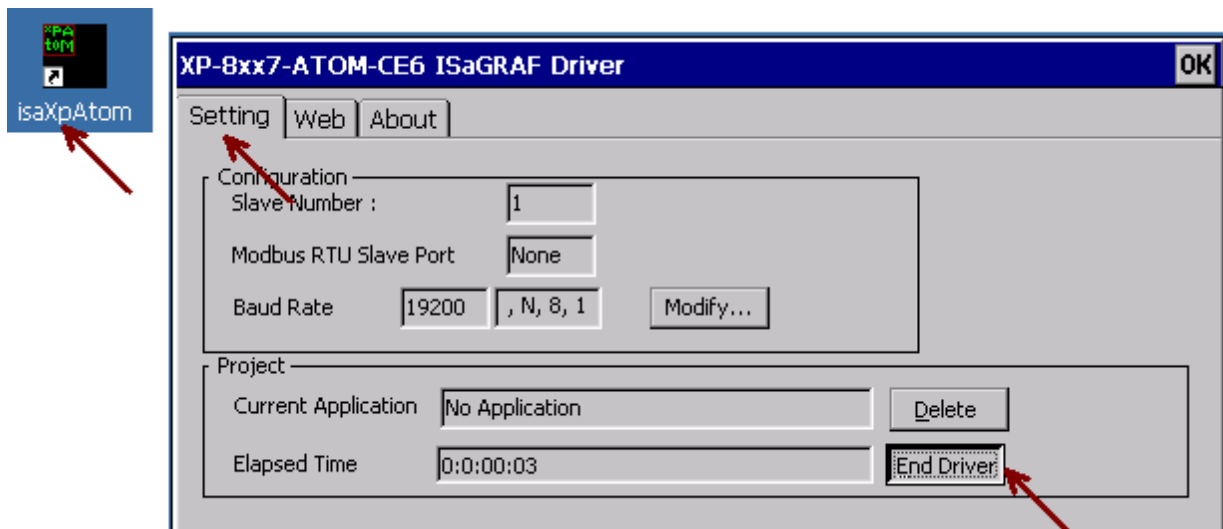 XPA
toM
isaXpAtom
XP-8xx7-ATOM-CE6 ISaGRAF Driver OK
Setting Web About
Configuration
Slave Number : 1
Modbus RTU Slave Port None
Baud Rate 19200 , N, 8, 1 Modify...
Project
Current Application No Application Delete
Elapsed Time 0:0:00:03 End Driver